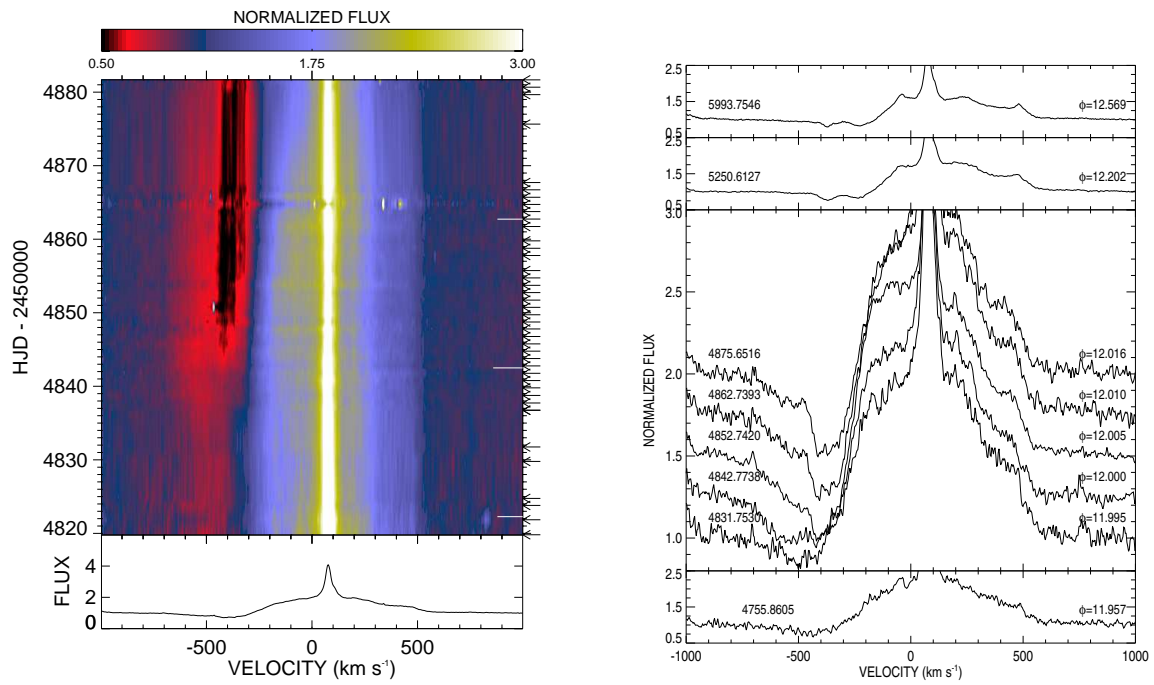 NORMALIZED FLUX
0.50 1.75 3.00
HJD - 2450000
4880
4870
4860
4850
4840
4830
4820
FLUX
4
2
0
-500 0 500
VELOCITY (km s-1)
2.5
1.5
0.5
5993.7546 ϕ=12.569
2.5
1.5
0.5
5250.6127 ϕ=12.202
NORMALIZED FLUX
3.0
2.5
2.0
1.5
1.0
4875.6516 ϕ=12.016
4862.7393 ϕ=12.010
4852.7420 ϕ=12.005
4842.7738 ϕ=12.000
4831.7530 ϕ=11.995
2.5
1.5
0.5
4755.8605 ϕ=11.957
-1000 -500 0 500 1000
VELOCITY (km s-1)